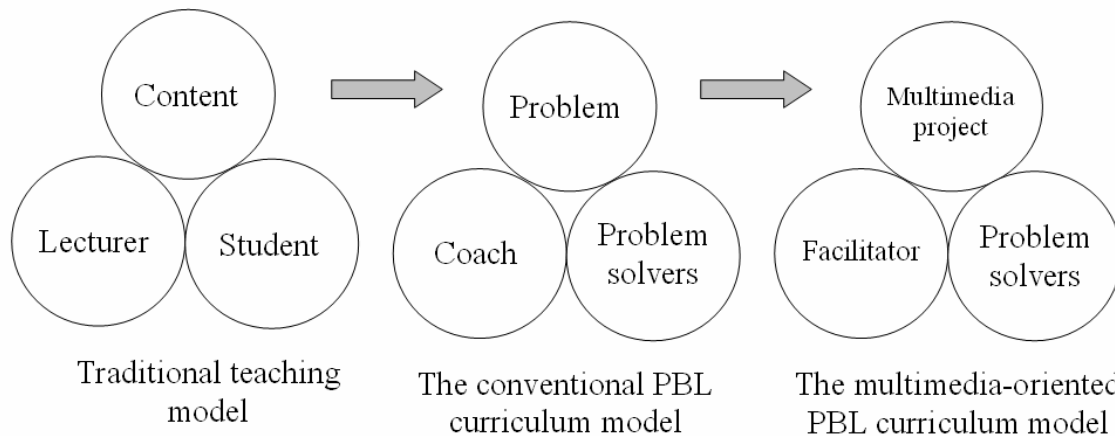 Content
Lecturer
Student
Traditional teaching
model
Problem
Coach
Problem
solvers
The conventional PBL
curriculum model
Multimedia
project
Facilitator
Problem
solvers
The multimedia-oriented
PBL curriculum model